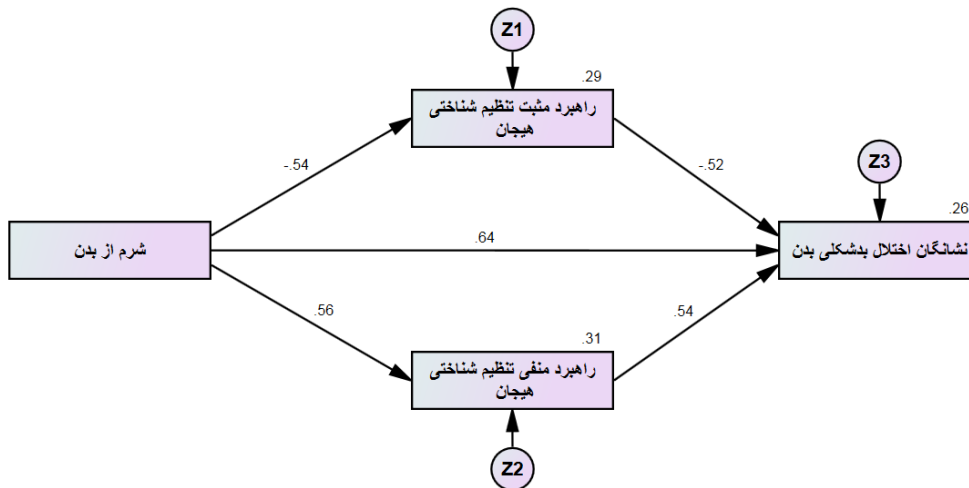 Z1
.29
راهبرد مثبت تنظیم شناختی
هیجان
-.54
-.52
Z3
.26
شرم از بدن
.64
نشانگان اختلال بدشکلی بدن
.56
.54
.31
راهبرد منفی تنظیم شناختی
هیجان
Z2